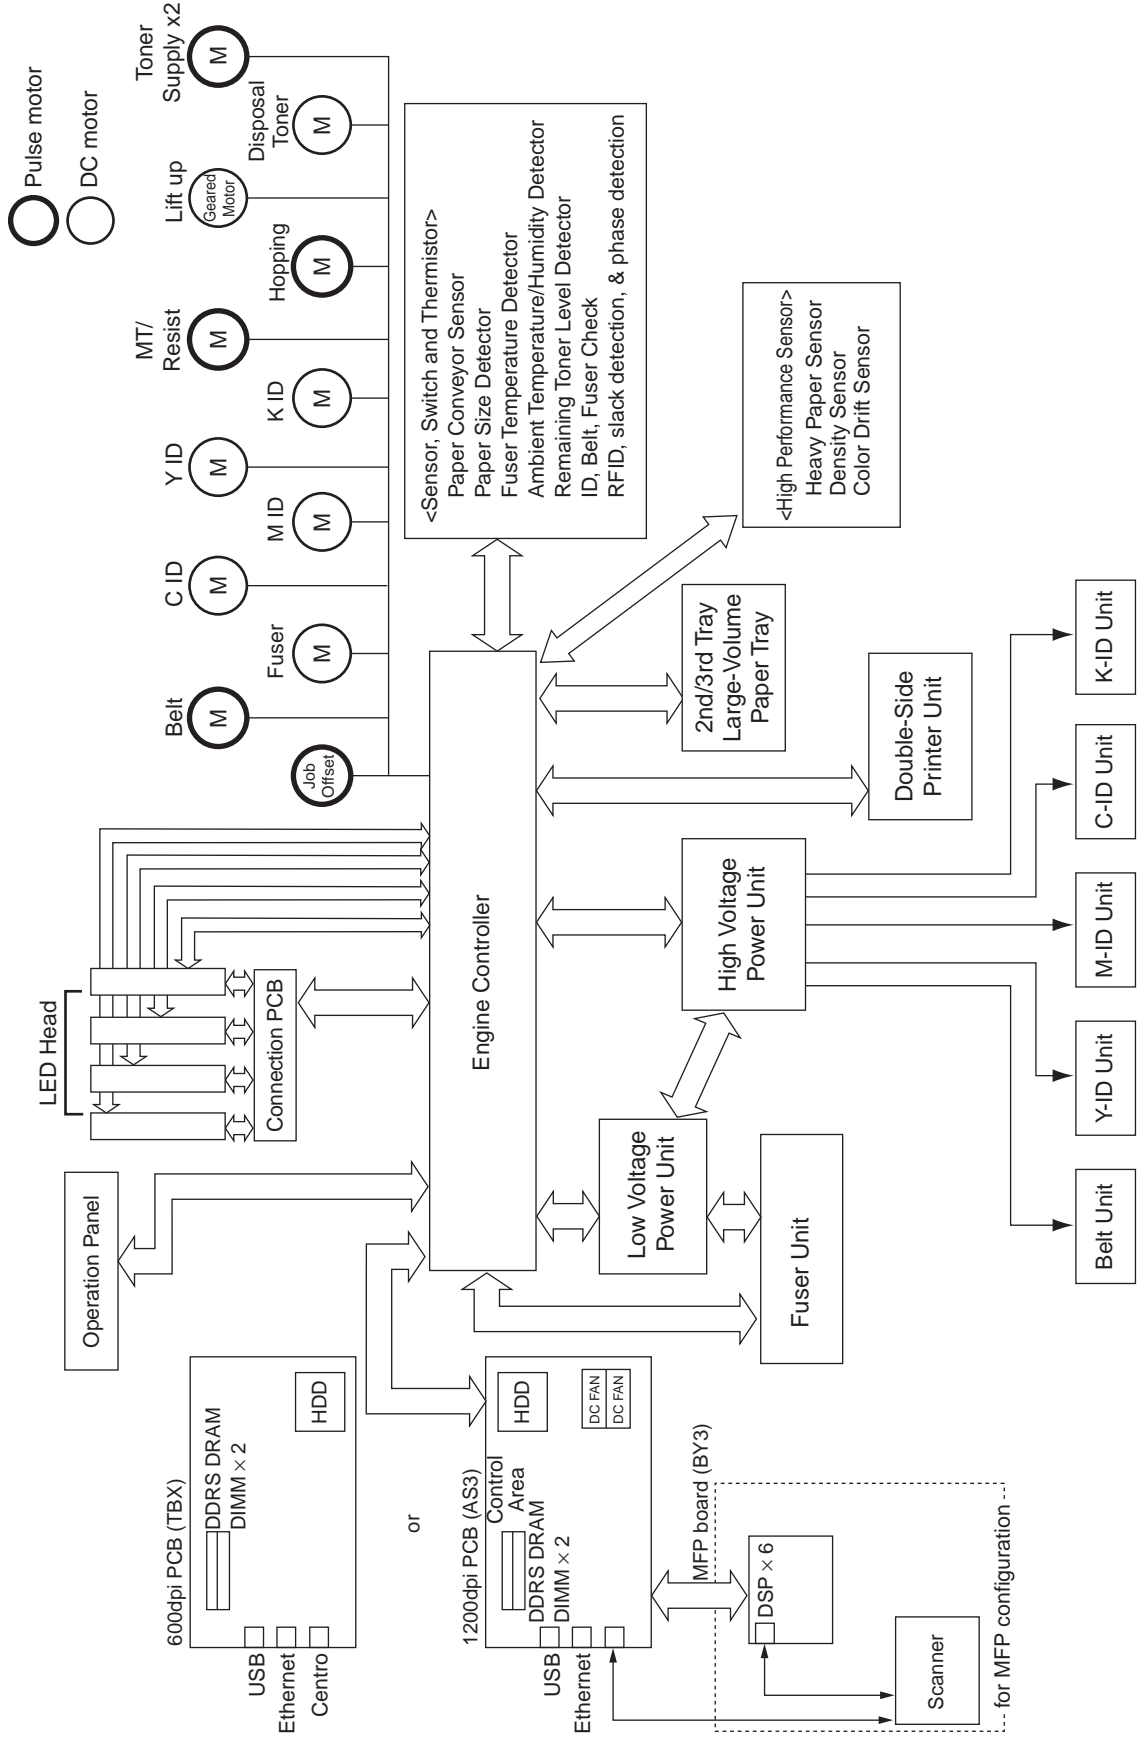 600dpi PCB (TBX)
DDRS DRAM
DIMM × 2
HDD
USB
Ethernet
Centro
or
1200dpi PCB (AS3)
Control
Area
DDRS DRAM
DIMM × 2
HDD
DC FAN
DC FAN
USB
Ethernet
MFP board (BY3)
DSP × 6
Scanner
for MFP configuration
Operation Panel
LED Head
Connection PCB
Engine Controller
Low Voltage
Power Unit
Fuser Unit
High Voltage
Power Unit
Belt Unit
Y-ID Unit
M-ID Unit
C-ID Unit
K-ID Unit
Double-Side
Printer Unit
2nd/3rd Tray
Large-Volume
Paper Tray
Job
Offset
Belt
M
Fuser
M
C ID
M
M ID
M
Y ID
M
K ID
M
MT/
Resist
M
Hopping
M
Lift up
Geared
Motor
Disposal
Toner
M
Toner
Supply x2
M
Pulse motor
DC motor
<Sensor, Switch and Thermistor>
Paper Conveyor Sensor
Paper Size Detector
Fuser Temperature Detector
Ambient Temperature/Humidity Detector
Remaining Toner Level Detector
ID, Belt, Fuser Check
RFID, slack detection, & phase detection
<High Performance Sensor>
Heavy Paper Sensor
Density Sensor
Color Drift Sensor